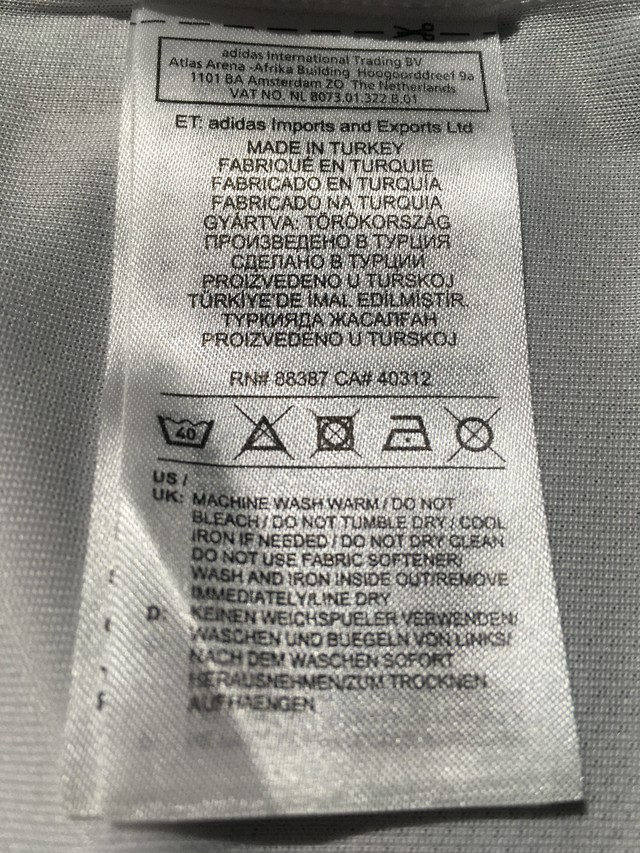 adidas International Trading BV
Atlas Arena -Afrika Building Hoogoorddreef 9a
1101 BA Amsterdam ZO The Netherlands
VAT NO. NL 8073.01.322.B.01
ET: adidas Imports and Exports Ltd
MADE IN TURKEY
FABRIQUÉ EN TURQUIE
FABRICADO EN TURQUÍA
FABRICADO NA TURQUIA
GYÁRTVA: TÖRÖKORSZÁG
ПРОИЗВЕДЕНО В ТУРЦИЯ
СДЕЛАНО В ТУРЦИИ
PROIZVEDENO U TURSKOJ
TÜRKİYE'DE İMAL EDİLMİŞTİR.
ТУРКИЯДА ЖАСАЛҒАН
PROIZVEDENO U TURSKOJ
RN# 88387 CA# 40312
40
US /
UK: MACHINE WASH WARM / DO NOT
BLEACH / DO NOT TUMBLE DRY / COOL
IRON IF NEEDED / DO NOT DRY CLEAN
DO NOT USE FABRIC SOFTENER/
WASH AND IRON INSIDE OUT/REMOVE
IMMEDIATELY/LINE DRY
D: KEINEN WEICHSPUELER VERWENDEN/
WASCHEN UND BUEGELN VON LINKS/
NACH DEM WASCHEN SOFORT
HERAUSNEHMEN/ZUM TROCKNEN
AUFHAENGEN